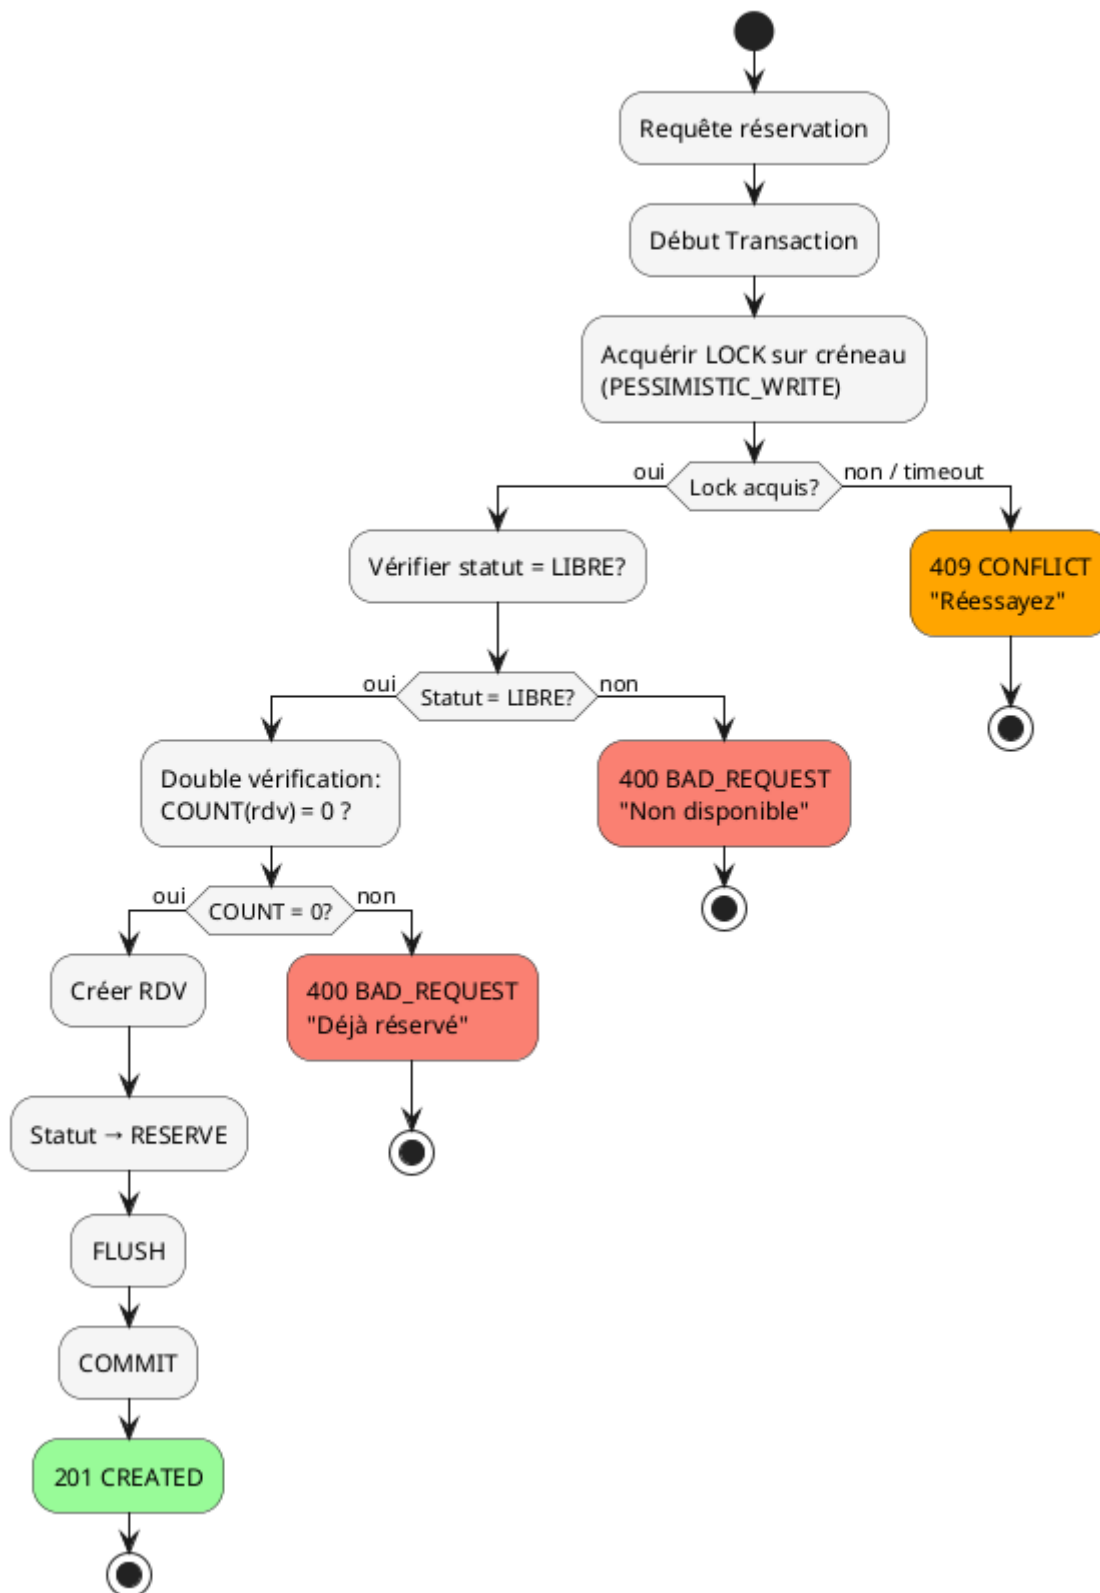 Requête réservation
Début Transaction
Acquérir LOCK sur créneau
(PESSIMISTIC_WRITE)
oui
Lock acquis?
non / timeout
Vérifier statut = LIBRE?
409 CONFLICT
"Réessayez"
oui
Statut = LIBRE?
non
Double vérification:
COUNT(rdv) = 0 ?
400 BAD_REQUEST
"Non disponible"
oui
COUNT = 0?
non
Créer RDV
400 BAD_REQUEST
"Déjà réservé"
Statut → RESERVE
FLUSH
COMMIT
201 CREATED